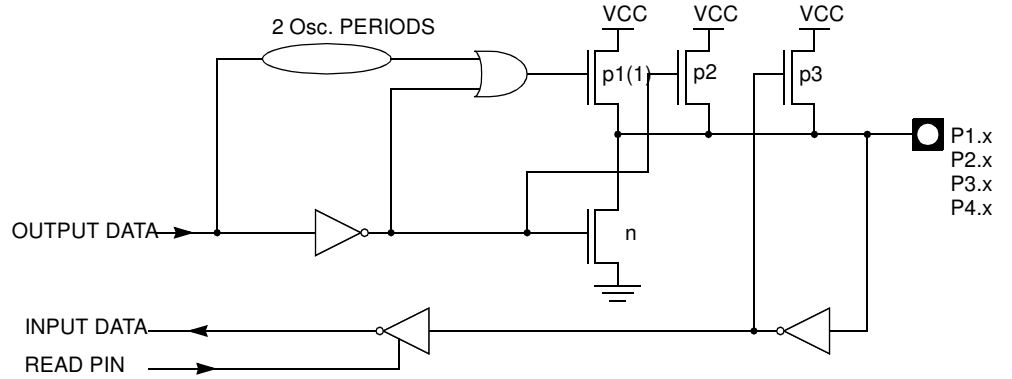 VCC
VCC
VCC
2 Osc. PERIODS
p1(1)
p2
p3
P1.x
P2.x
P3.x
P4.x
OUTPUT DATA
n
INPUT DATA
READ PIN